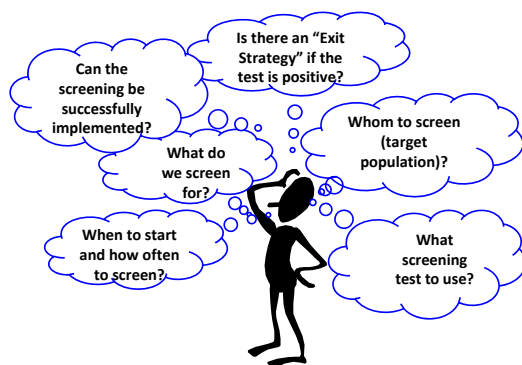 Is there an “Exit
Strategy” if the
test is positive?
Can the
screening be
successfully
implemented?
Whom to screen
(target
population)?
What do
we screen
for?
When to start
and how often
to screen?
What
screening
test to use?